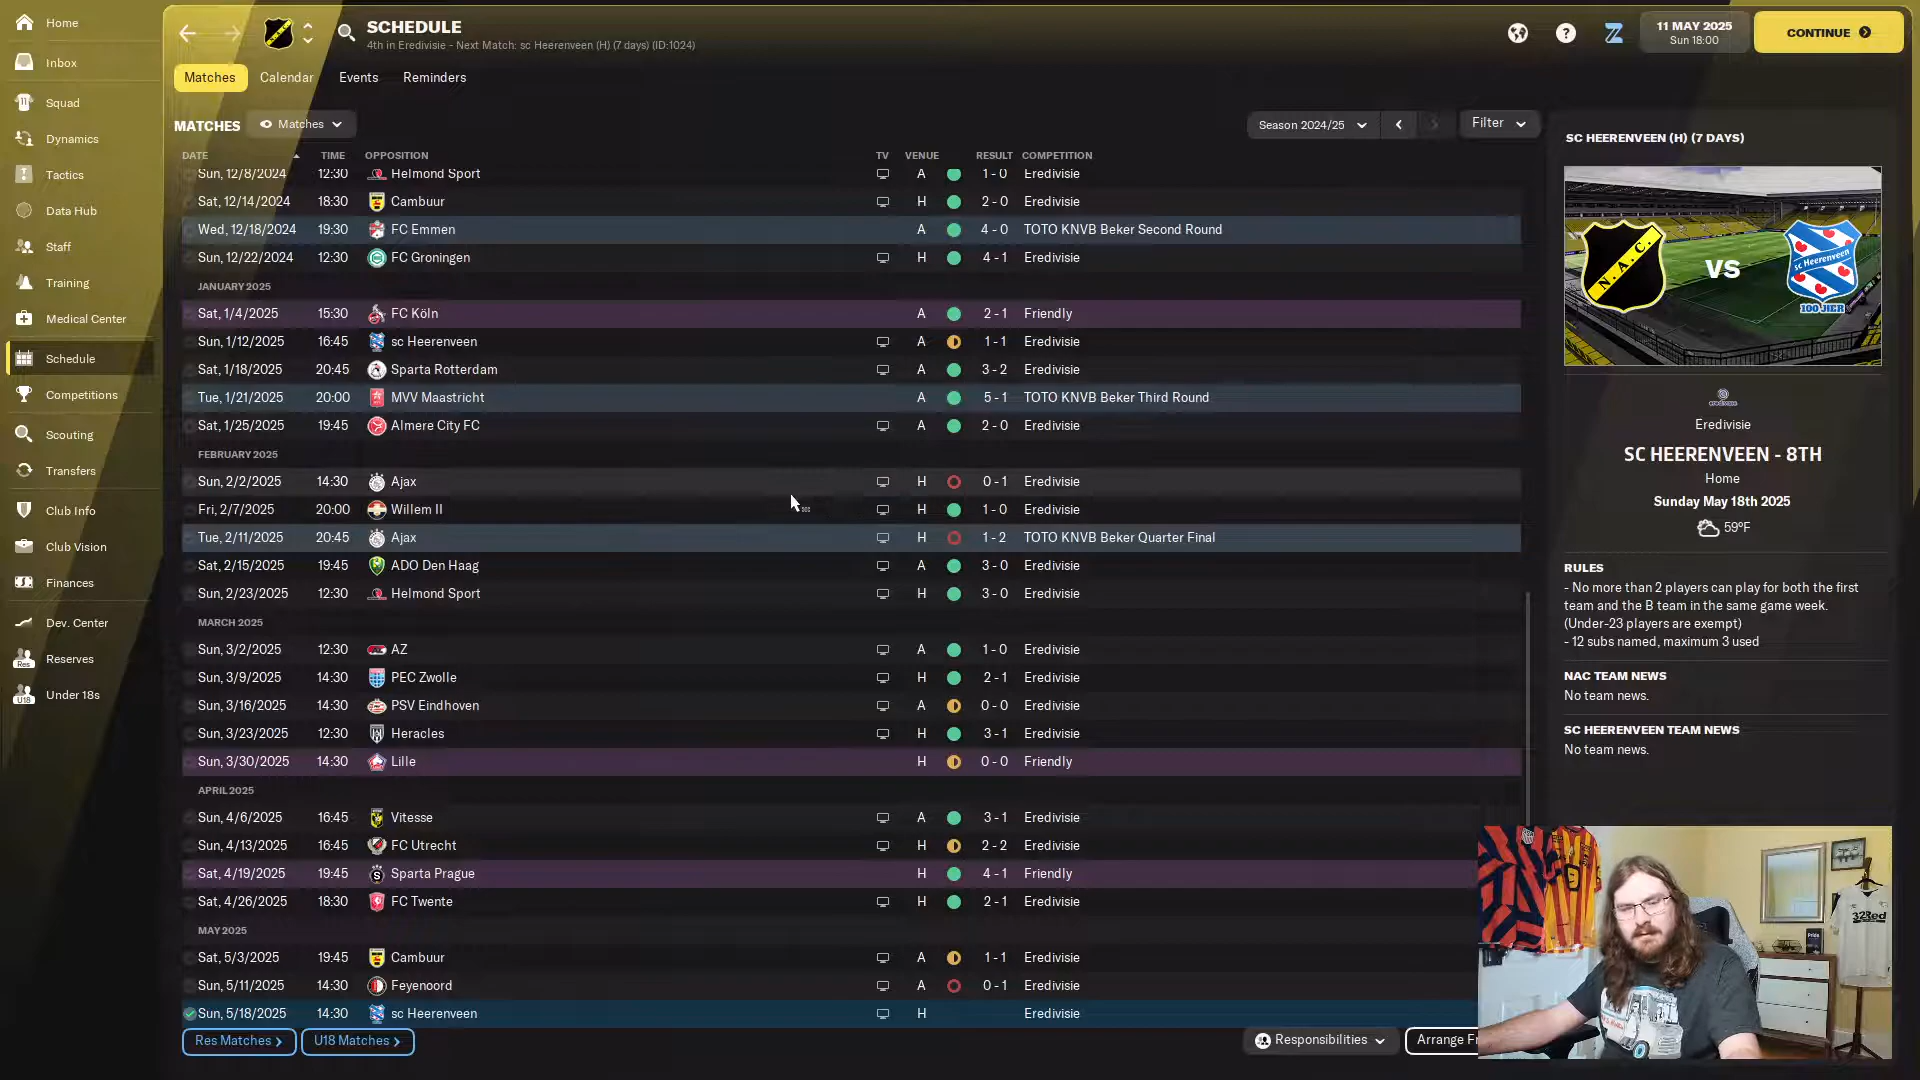 Home
Inbox
Squad
Dynamics
Tactics
Data Hub
Staff
Training
Medical Center
Schedule
Competitions
Scouting
Transfers
Club Info
Club Vision
Finances
Dev. Center
Reserves
Under 18s
SCHEDULE
4th in Eredivisie - Next Match: sc Heerenveen (H) (7 days) (ID:1024)
11 MAY 2025
Sun 18:00
CONTINUE
Matches Calendar Events Reminders
MATCHES Matches Season 2024/25 Filter
DATE TIME OPPOSITION TV VENUE RESULT COMPETITION
Sun, 12/8/2024 12:30 Helmond Sport A 1 - 0 Eredivisie
Sat, 12/14/2024 18:30 Cambuur H 2 - 0 Eredivisie
Wed, 12/18/2024 19:30 FC Emmen A 4 - 0 TOTO KNVB Beker Second Round
Sun, 12/22/2024 12:30 FC Groningen H 4 - 1 Eredivisie
JANUARY 2025
Sat, 1/4/2025 15:30 FC Köln A 2 - 1 Friendly
Sun, 1/12/2025 16:45 sc Heerenveen A 1 - 1 Eredivisie
Sat, 1/18/2025 20:45 Sparta Rotterdam A 3 - 2 Eredivisie
Tue, 1/21/2025 20:00 MVV Maastricht A 5 - 1 TOTO KNVB Beker Third Round
Sat, 1/25/2025 19:45 Almere City FC A 2 - 0 Eredivisie
FEBRUARY 2025
Sun, 2/2/2025 14:30 Ajax H 0 - 1 Eredivisie
Fri, 2/7/2025 20:00 Willem II H 1 - 0 Eredivisie
Tue, 2/11/2025 20:45 Ajax H 1 - 2 TOTO KNVB Beker Quarter Final
Sat, 2/15/2025 19:45 ADO Den Haag A 3 - 0 Eredivisie
Sun, 2/23/2025 12:30 Helmond Sport H 3 - 0 Eredivisie
MARCH 2025
Sun, 3/2/2025 12:30 AZ A 1 - 0 Eredivisie
Sun, 3/9/2025 14:30 PEC Zwolle H 2 - 1 Eredivisie
Sun, 3/16/2025 14:30 PSV Eindhoven A 0 - 0 Eredivisie
Sun, 3/23/2025 12:30 Heracles H 3 - 1 Eredivisie
Sun, 3/30/2025 14:30 Lille H 0 - 0 Friendly
APRIL 2025
Sun, 4/6/2025 16:45 Vitesse A 3 - 1 Eredivisie
Sun, 4/13/2025 16:45 FC Utrecht H 2 - 2 Eredivisie
Sat, 4/19/2025 19:45 Sparta Prague H 4 - 1 Friendly
Sat, 4/26/2025 18:30 FC Twente H 2 - 1 Eredivisie
MAY 2025
Sat, 5/3/2025 19:45 Cambuur A 1 - 1 Eredivisie
Sun, 5/11/2025 14:30 Feyenoord A 0 - 1 Eredivisie
Sun, 5/18/2025 14:30 sc Heerenveen H Eredivisie
Res Matches U18 Matches Responsibilities Arrange Fr
SC HEERENVEEN (H) (7 DAYS)
N.A.C. VS sc Heerenveen
100 JIER
Eredivisie
SC HEERENVEEN - 8TH
Home
Sunday May 18th 2025
59°F
RULES
- No more than 2 players can play for both the first
team and the B team in the same game week.
(Under-23 players are exempt)
- 12 subs named, maximum 3 used
NAC TEAM NEWS
No team news.
SC HEERENVEEN TEAM NEWS
No team news.
32Red
Pride